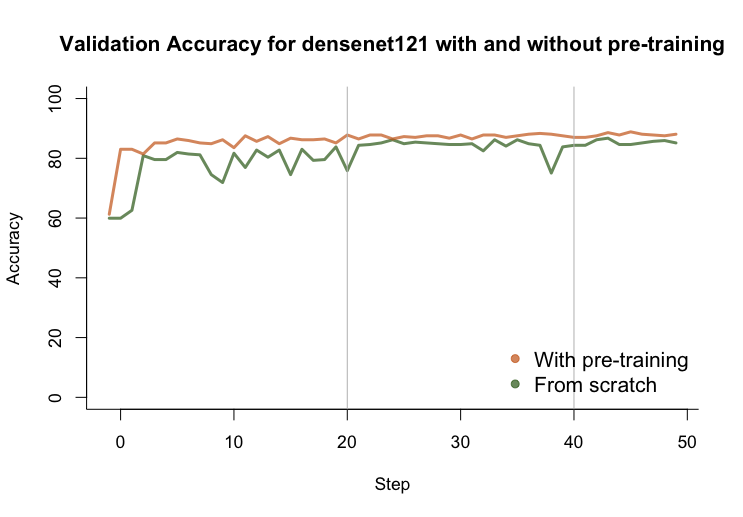 Validation Accuracy for densenet121 with and without pre-training
100
80
60
40
20
0
Accuracy
With pre-training
From scratch
0 10 20 30 40 50
Step